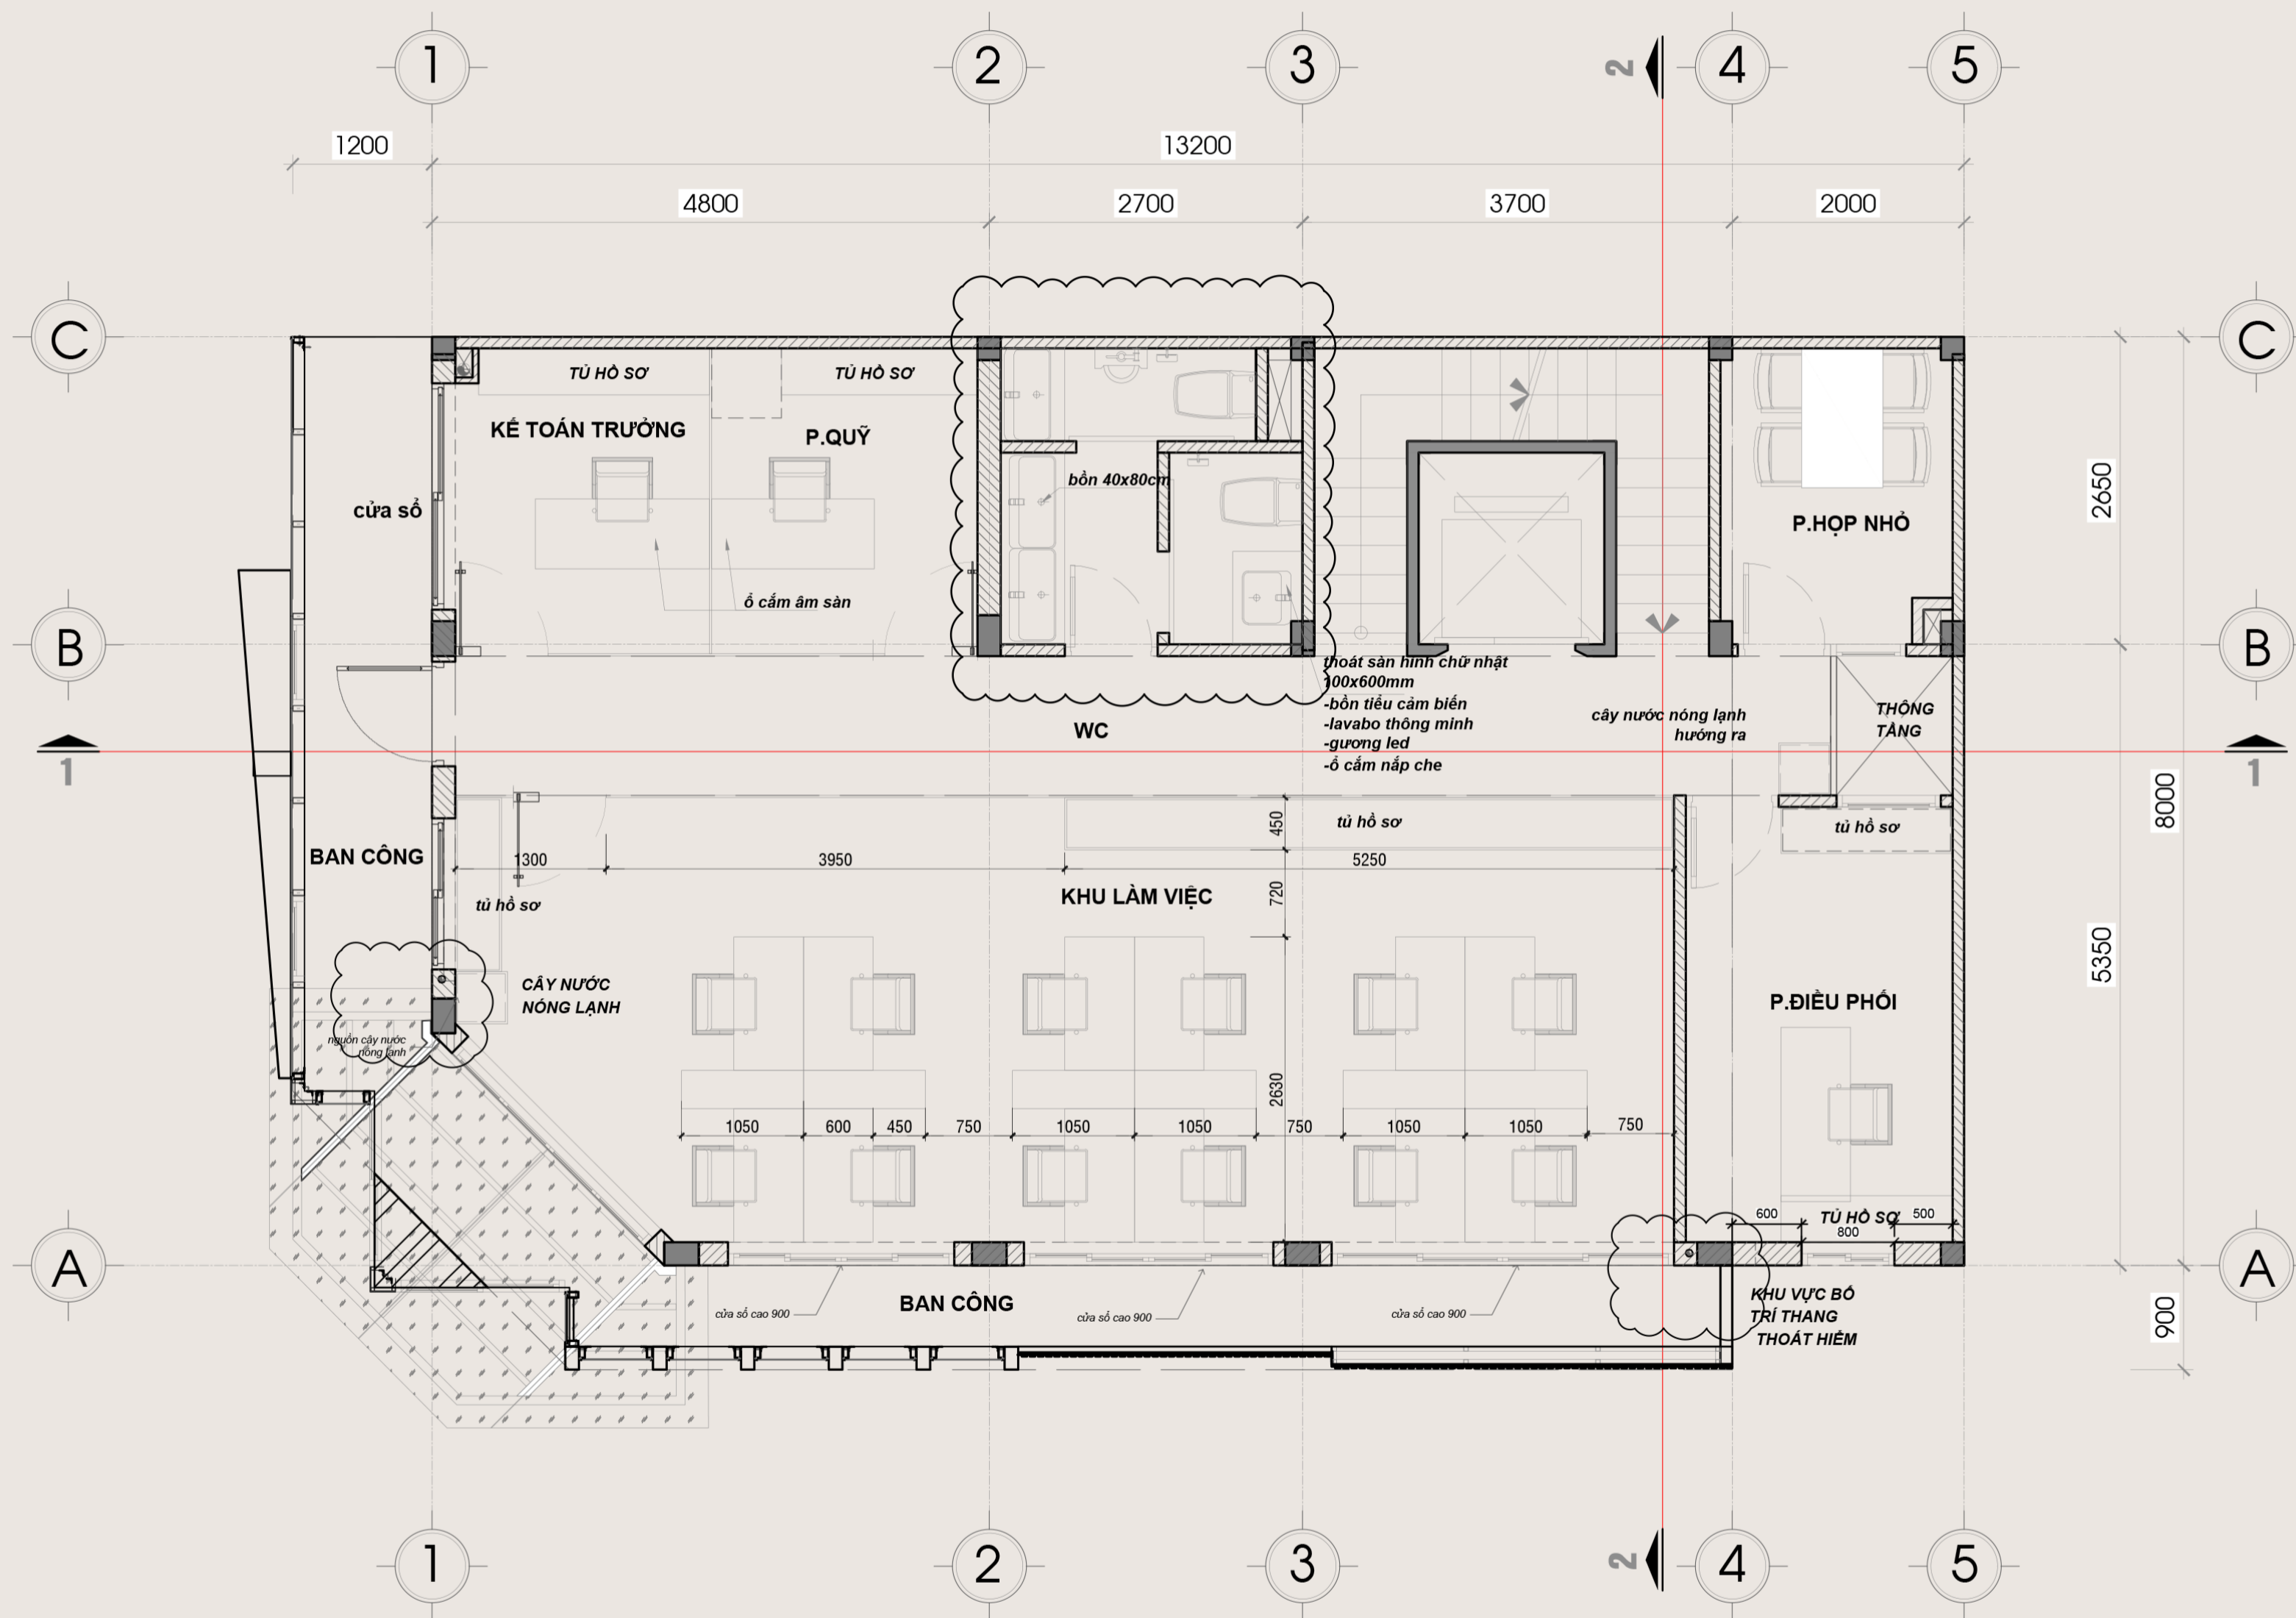 1 2 3 2 4 5
1200 13200
4800 2700 3700 2000
C C
TỦ HỒ SƠ TỦ HỒ SƠ
KẾ TOÁN TRƯỞNG P.QUỸ
cửa sổ
bồn 40x80cm
2650
P.HỌP NHỎ
ổ cắm âm sàn
B B
thoát sàn hình chữ nhật
100x600mm
-bồn tiểu cảm biến
-lavabo thông minh
-gương led
-ổ cắm nắp che
WC
cây nước nóng lạnh
hướng ra
THÔNG
TẦNG
1 1
8000
BAN CÔNG
450
tủ hồ sơ
tủ hồ sơ
1300 3950 5250
720
KHU LÀM VIỆC
tủ hồ sơ
5350
CÂY NƯỚC
NÓNG LẠNH
P.ĐIỀU PHỐI
nguồn cây nước
nóng lạnh
2630
1050 600 450 750 1050 1050 750 1050 1050 750
600 TỦ HỒ SƠ 500
800
A A
BAN CÔNG
cửa sổ cao 900
cửa sổ cao 900
cửa sổ cao 900
KHU VỰC BỐ
TRÍ THANG
THOÁT HIỂM
900
1 2 3 2 4 5